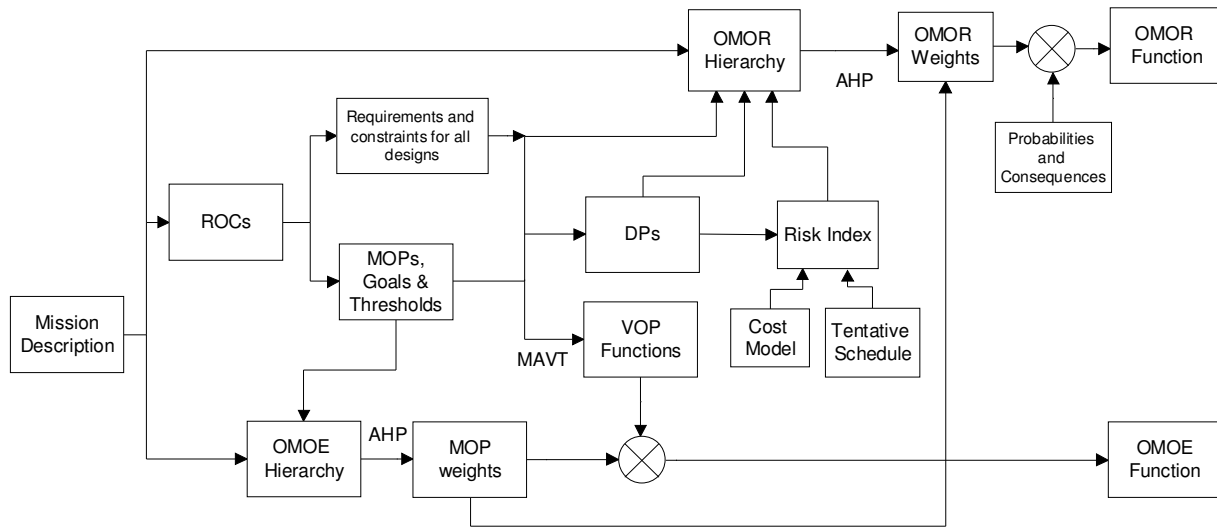 OMOR
Hierarchy
AHP
OMOR
Weights
OMOR
Function
Requirements and
constraints for all
designs
Probabilities
and
Consequences
ROCs
MOPs,
Goals &
Thresholds
DPs
Risk Index
Mission
Description
MAVT
VOP
Functions
Cost
Model
Tentative
Schedule
OMOE
Hierarchy
AHP
MOP
weights
OMOE
Function